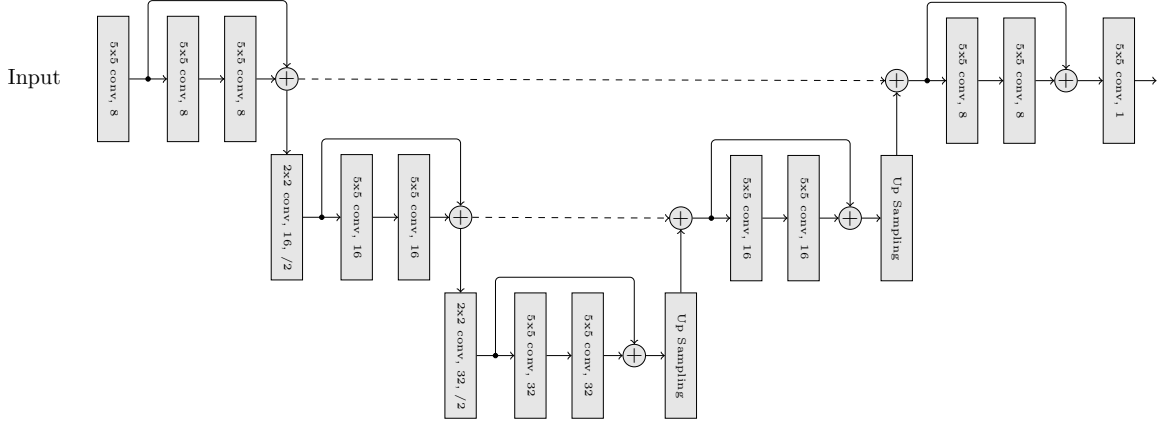 Input
5x5 conv, 8
5x5 conv, 8
5x5 conv, 8
+
+
5x5 conv, 8
5x5 conv, 8
+
5x5 conv, 1
2x2 conv, 16, /2
5x5 conv, 16
5x5 conv, 16
+
+
5x5 conv, 16
5x5 conv, 16
+
Up Sampling
2x2 conv, 32, /2
5x5 conv, 32
5x5 conv, 32
+
Up Sampling